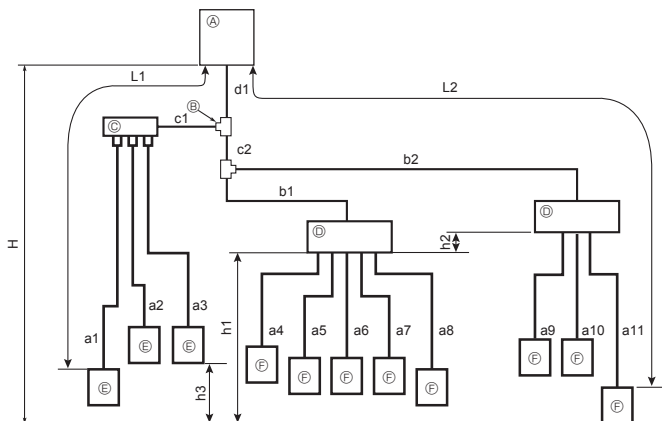 Ⓐ
L1
d1
L2
Ⓑ
Ⓒ
c1
c2
b2
b1
H
Ⓓ
Ⓓ
h2
h1
a1
a2
a3
a4
a5
a6
a7
a8
a9
a10
a11
Ⓔ
Ⓔ
Ⓔ
h3
Ⓕ
Ⓕ
Ⓕ
Ⓕ
Ⓕ
Ⓕ
Ⓕ
Ⓕ